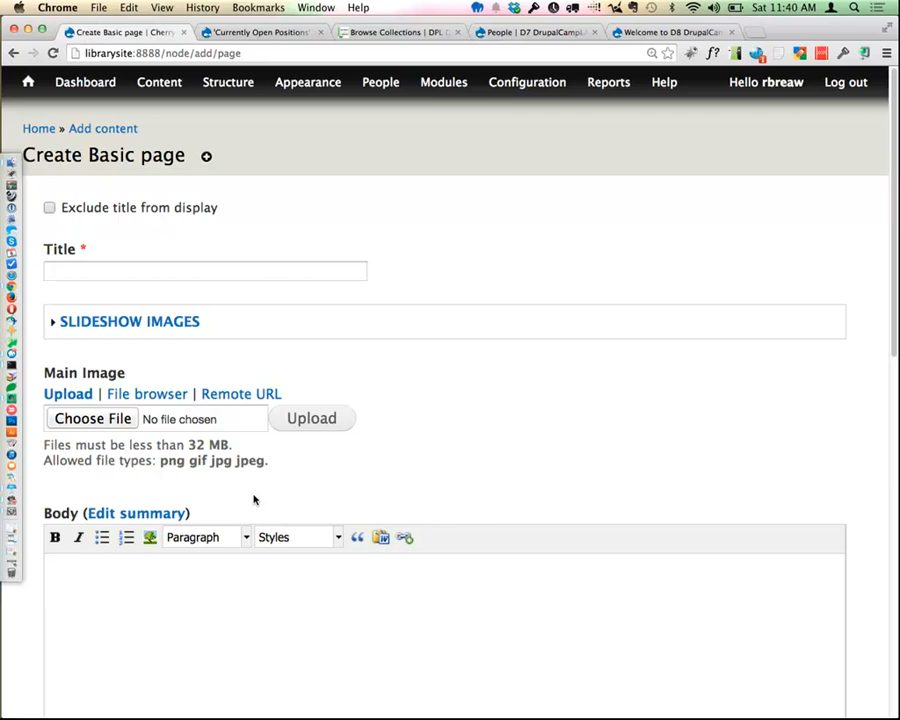 Chrome File Edit View History Bookmarks Window Help Sat 11:40 AM
Create Basic page | Cherry × 'Currently Open Positions' × Browse Collections | DPL C × People | D7 DrupalCampLA × Welcome to D8 DrupalCam ×
librarysite:8888/node/add/page f?
Dashboard Content Structure Appearance People Modules Configuration Reports Help Hello rbreaw Log out
Home » Add content
Create Basic page
Exclude title from display
Title *
SLIDESHOW IMAGES
Main Image
Upload | File browser | Remote URL
Choose File No file chosen Upload
Files must be less than 32 MB.
Allowed file types: png gif jpg jpeg.
Body (Edit summary)
B I Paragraph Styles